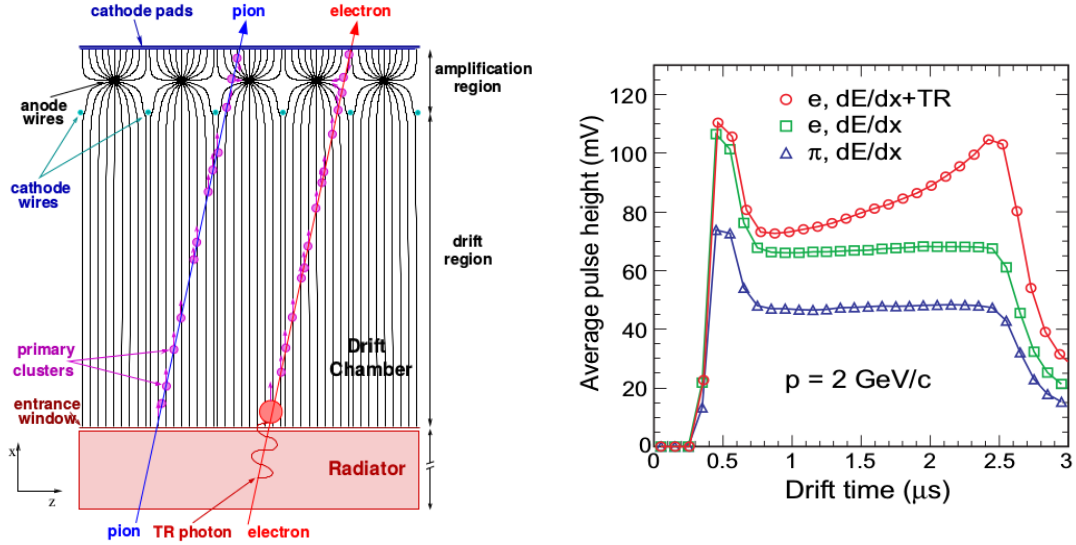 cathode pads
pion
electron
amplification
region
anode
wires
cathode
wires
drift
region
primary
clusters
Drift
Chamber
entrance
window
Radiator
x
z
pion
TR photon
electron
Average pulse height (mV)
120
100
80
60
40
20
0
e, dE/dx+TR
e, dE/dx
π, dE/dx
p = 2 GeV/c
0
0.5
1
1.5
2
2.5
3
Drift time (μs)